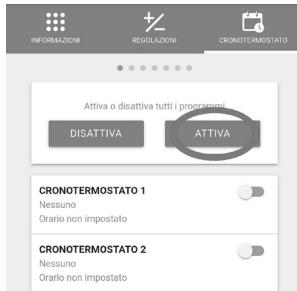 INFORMAZIONI
REGOLAZIONI
CRONOTERMOSTATO
Attiva o disattiva tutti i programmi
DISATTIVA
ATTIVA
CRONOTERMOSTATO 1
Nessuno
Orario non impostato
CRONOTERMOSTATO 2
Nessuno
Orario non impostato